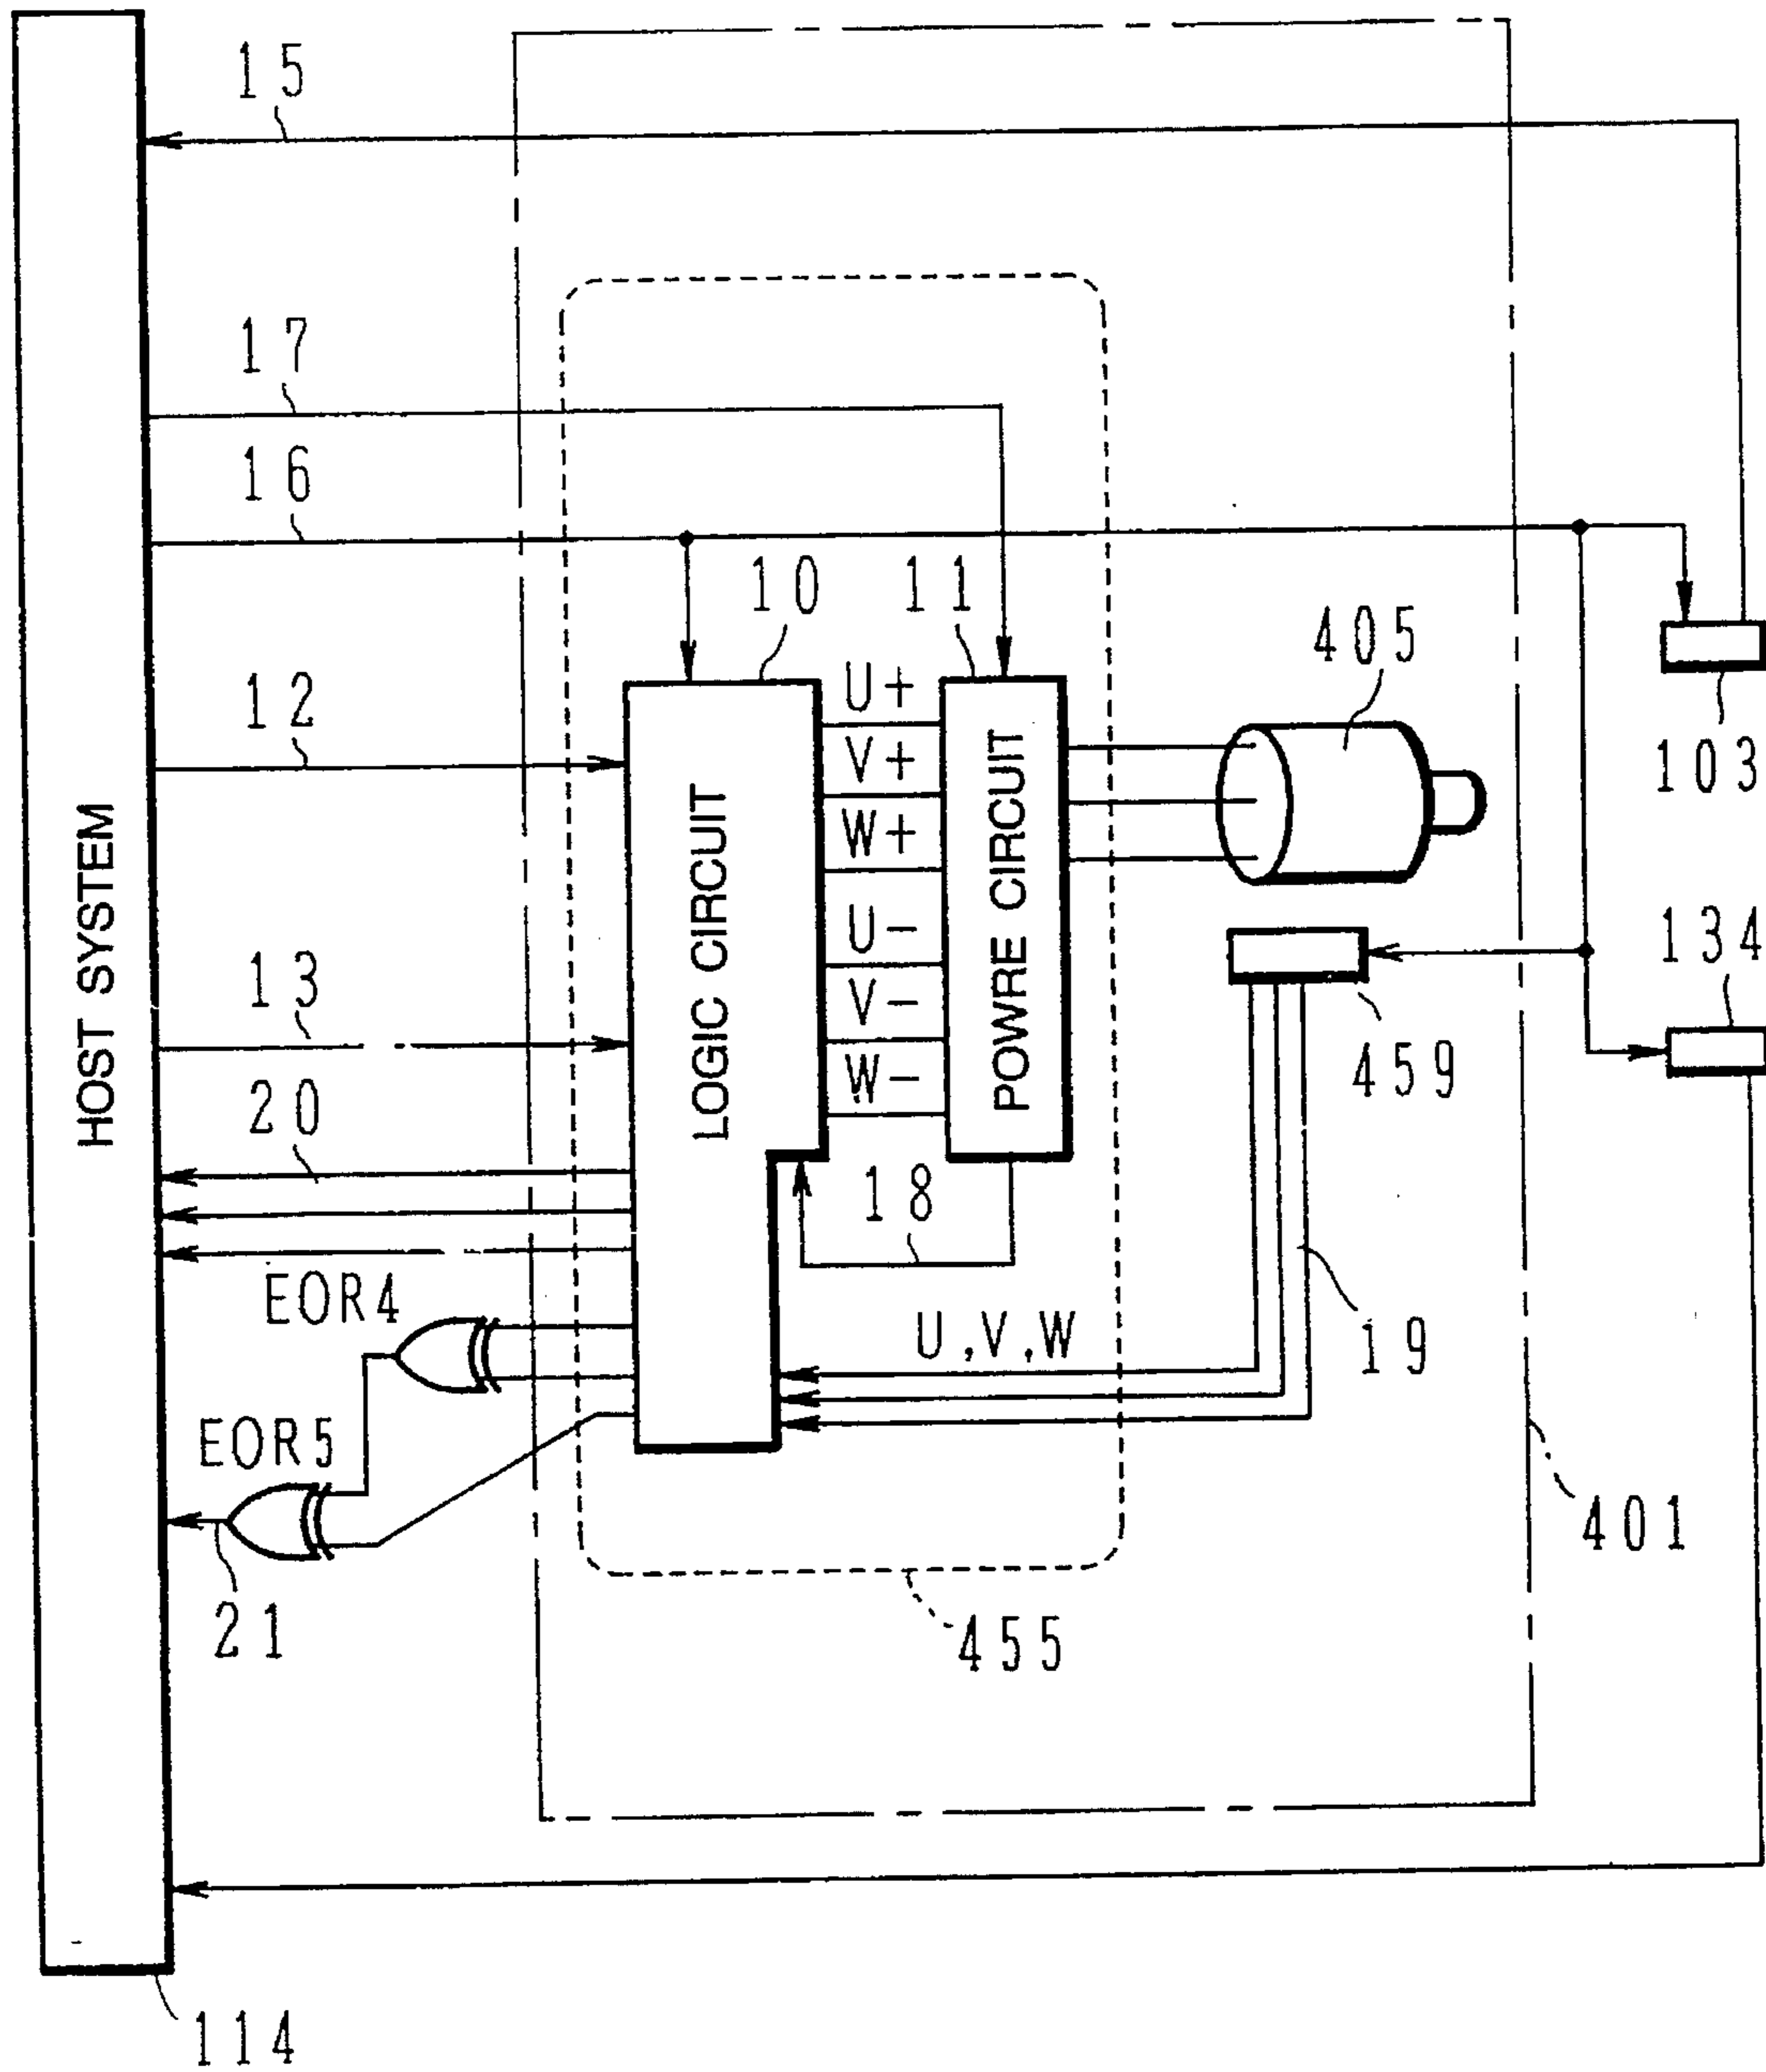 15
17
16
10
11
405
12
U+
V+
103
HOST SYSTEM
LOGIC CIRCUIT
POWRE CIRCUIT
W+
U-
134
13
V-
459
20
W-
18
EOR4
U,V,W
19
EOR5
401
21
455
114